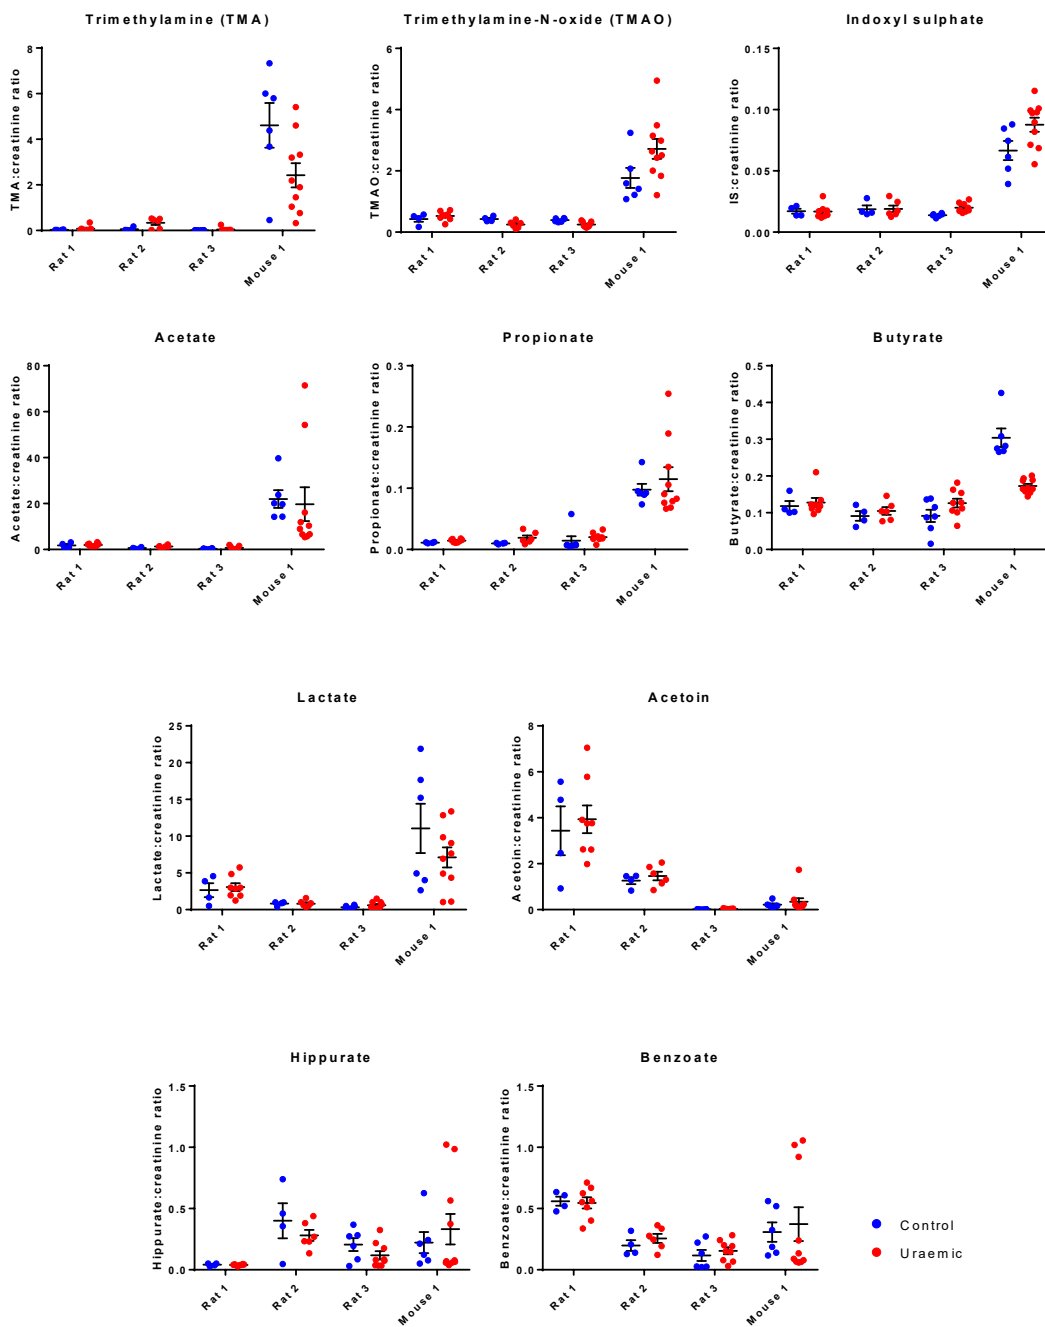 Trimethylamine (TMA)
TMA:creatinine ratio
8
6
4
2
0
Rat 1
Rat 2
Rat 3
Mouse 1
Trimethylamine-N-oxide (TMAO)
TMAO:creatinine ratio
6
4
2
0
Rat 1
Rat 2
Rat 3
Mouse 1
Indoxyl sulphate
IS:creatinine ratio
0.15
0.10
0.05
0.00
Rat 1
Rat 2
Rat 3
Mouse 1
Acetate
Acetate:creatinine ratio
80
60
40
20
0
Rat 1
Rat 2
Rat 3
Mouse 1
Propionate
Propionate:creatinine ratio
0.3
0.2
0.1
0.0
Rat 1
Rat 2
Rat 3
Mouse 1
Butyrate
Butyrate:creatinine ratio
0.5
0.4
0.3
0.2
0.1
0.0
Rat 1
Rat 2
Rat 3
Mouse 1
Lactate
Lactate:creatinine ratio
25
20
15
10
5
0
Rat 1
Rat 2
Rat 3
Mouse 1
Acetoin
Acetoin:creatinine ratio
8
6
4
2
0
Rat 1
Rat 2
Rat 3
Mouse 1
Hippurate
Hippurate:creatinine ratio
1.5
1.0
0.5
0.0
Rat 1
Rat 2
Rat 3
Mouse 1
Benzoate
Benzoate:creatinine ratio
1.5
1.0
0.5
0.0
Rat 1
Rat 2
Rat 3
Mouse 1
Control
Uraemic